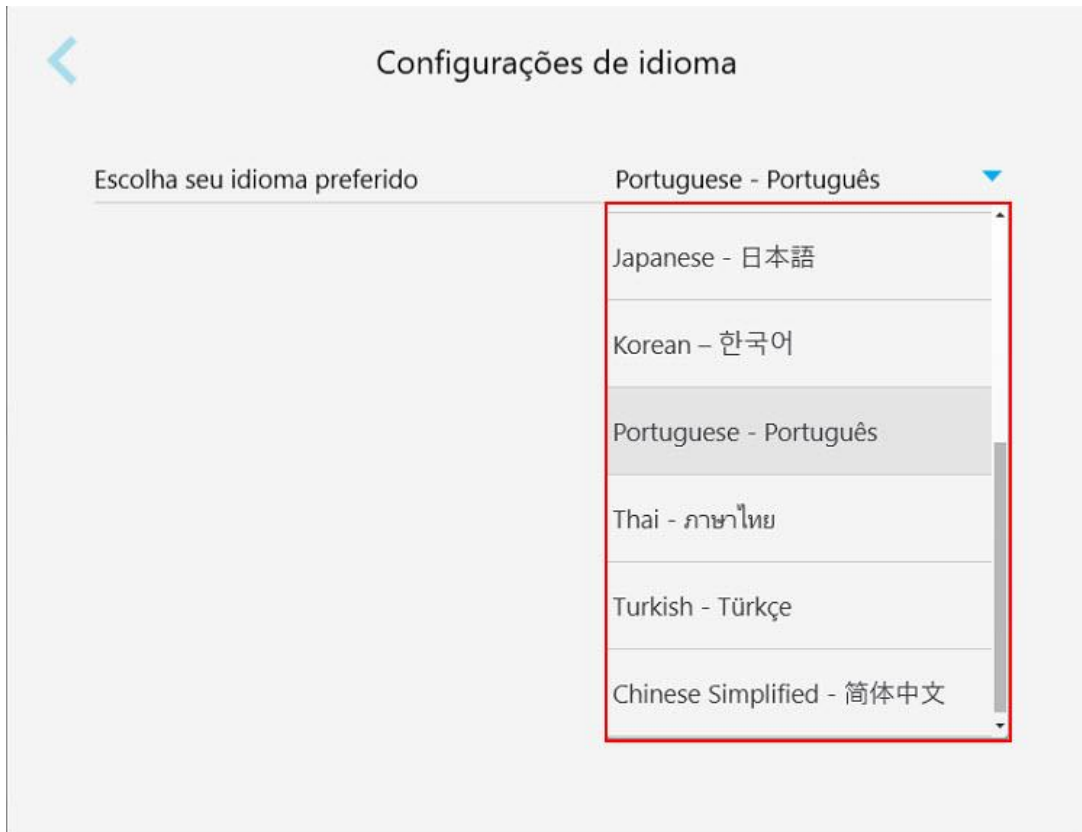 Configurações de idioma
Escolha seu idioma preferido
Portuguese - Português
Japanese - 日本語
Korean – 한국어
Portuguese - Português
Thai - ภาษาไทย
Turkish - Türkçe
Chinese Simplified - 简体中文